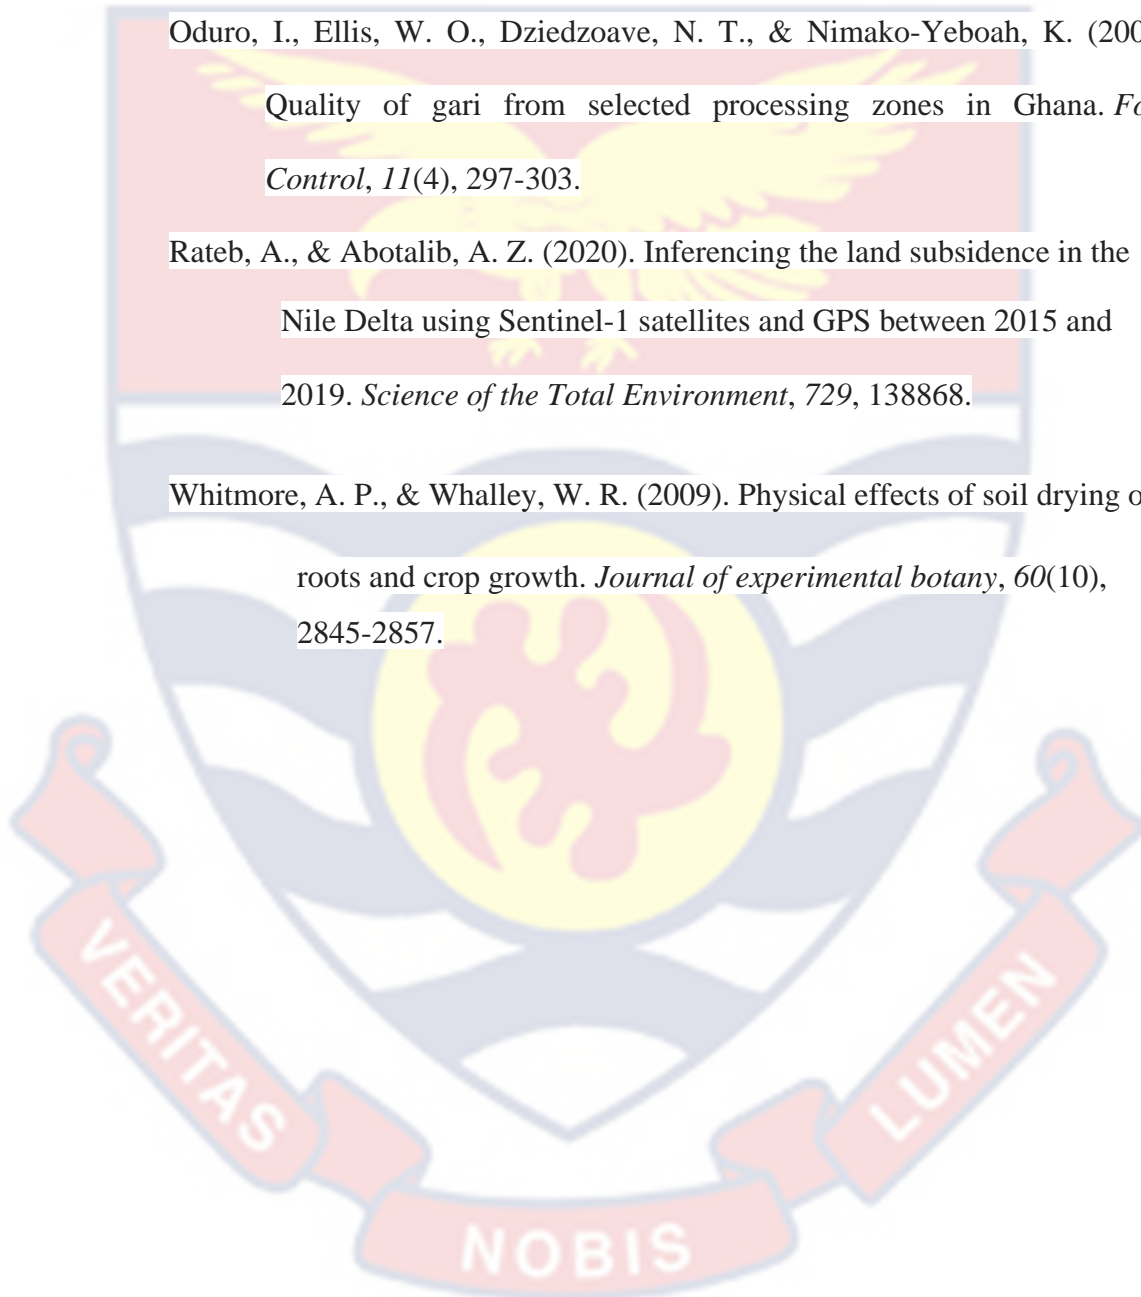 Oduro, I., Ellis, W. O., Dziedzoave, N. T., & Nimako-Yeboah, K. (200
Quality of gari from selected processing zones in Ghana. Fo
Control, 11(4), 297-303.
Rateb, A., & Abotalib, A. Z. (2020). Inferencing the land subsidence in the
Nile Delta using Sentinel-1 satellites and GPS between 2015 and
2019. Science of the Total Environment, 729, 138868.
Whitmore, A. P., & Whalley, W. R. (2009). Physical effects of soil drying o
roots and crop growth. Journal of experimental botany, 60(10),
2845-2857.
VERITAS
NOBIS
LUMEN